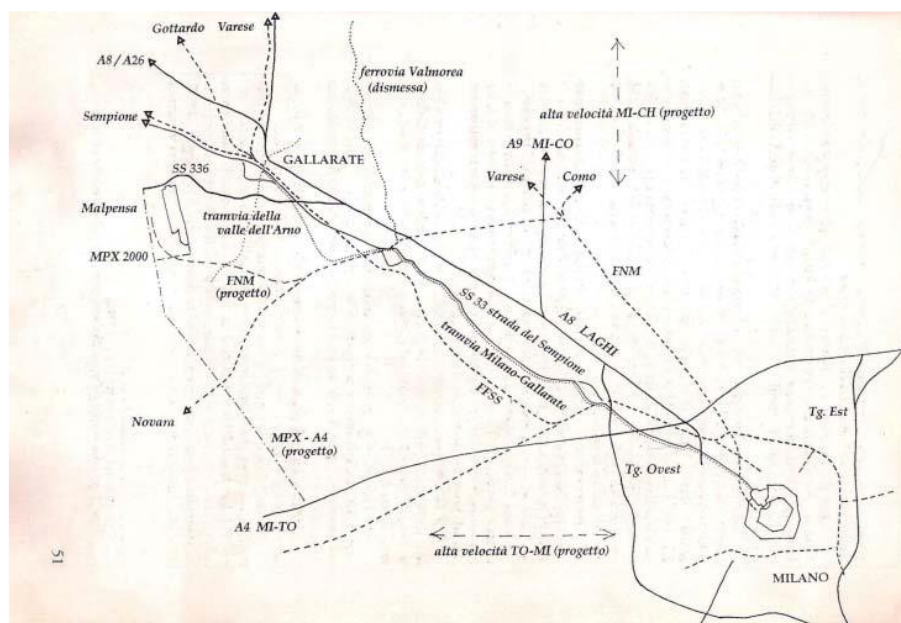 Gottardo
Varese
A8 / A26
ferrovia Valmorea
(dismessa)
alta velocità MI-CH (progetto)
Sempione
A9 MI-CO
GALLARATE
SS 336
Varese
Como
Malpensa
tramvia della
valle dell'Arno
MPX 2000
FNM
(progetto)
FNM
SS 33 strada del Sempione
A8 LAGHI
tramvia Milano-Gallarate
FFSS
Novara
Tg. Est
MPX - A4
(progetto)
Tg. Ovest
A4 MI-TO
alta velocità TO-MI (progetto)
MILANO
51